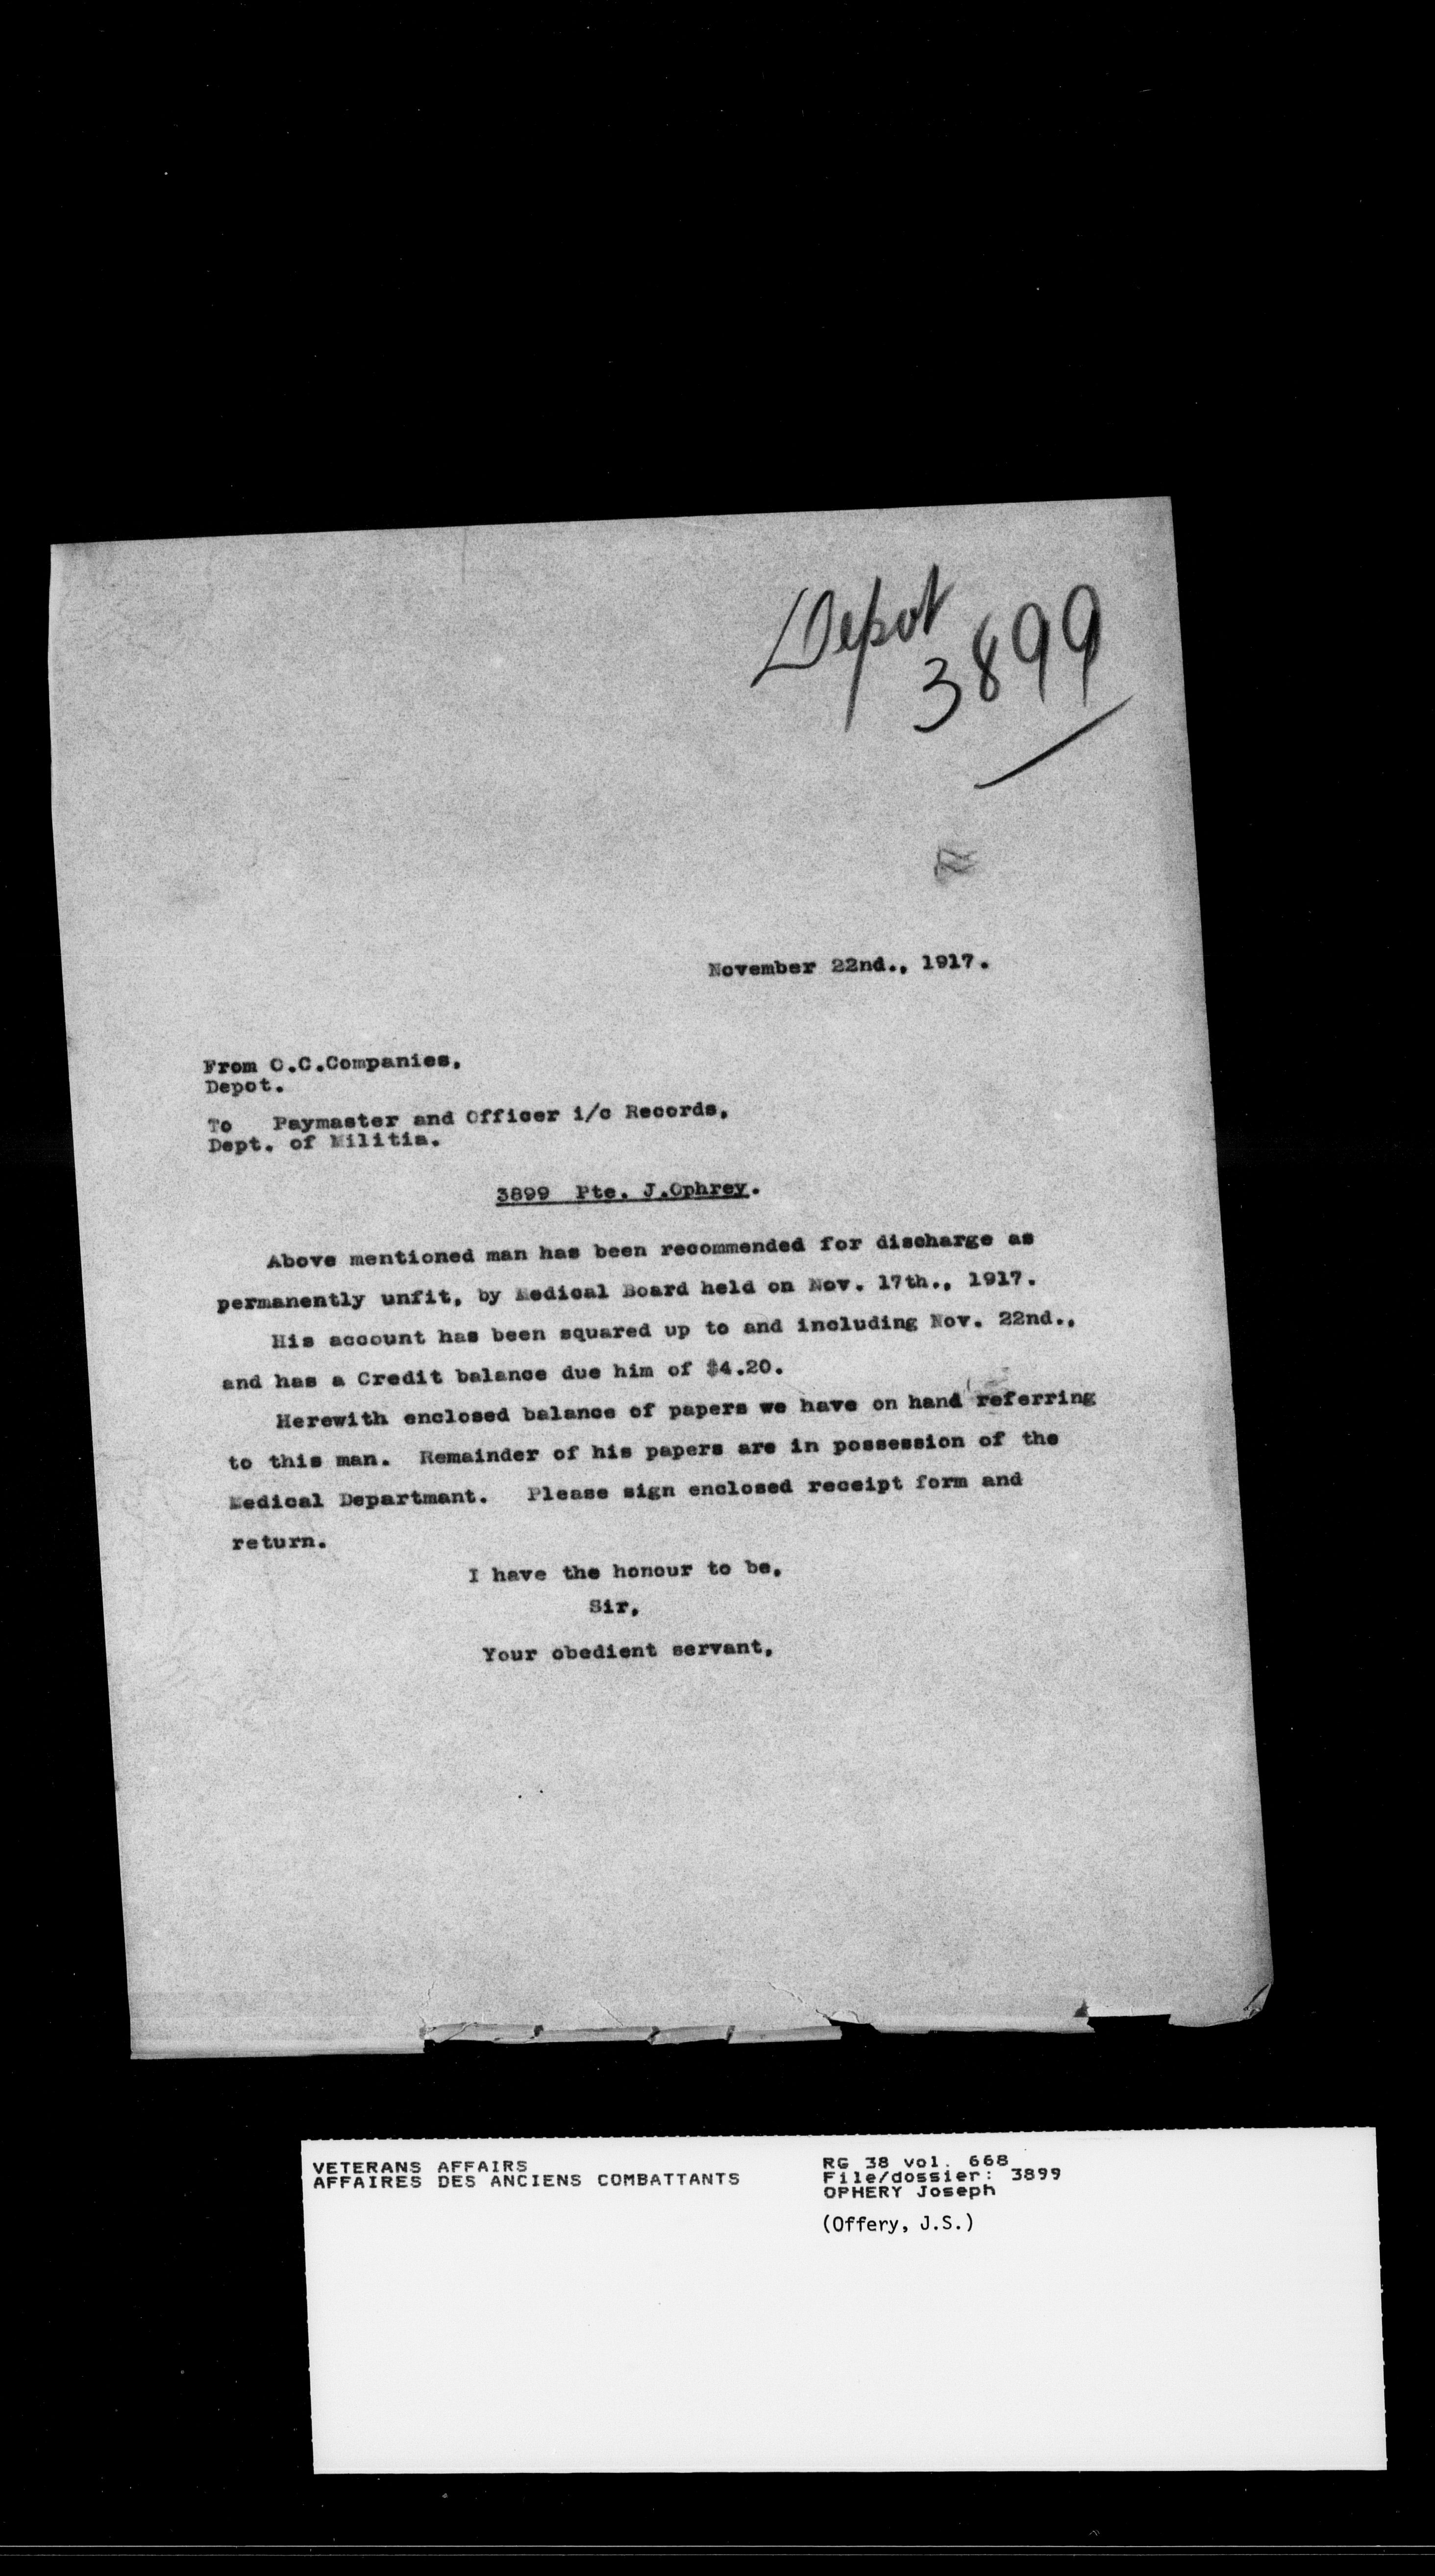 Depot
3899
November 22nd., 1917.
From O.C.Companies,
Depot.
To Paymaster and Officer i/c Records,
Dept. of Militia.
3899 Pte. J.Ophrey.
Above mentioned man has been recommended for discharge as
permanently unfit, by Medical Board held on Nov. 17th., 1917.
His account has been squared up to and including Nov. 22nd.,
and has a Credit balance due him of $4.20.
Herewith enclosed balance of papers we have on hand referring
to this man. Remainder of his papers are in possession of the
Medical Departmant. Please sign enclosed receipt form and
return.
I have the honour to be,
Sir,
Your obedient servant,
VETERANS AFFAIRS
AFFAIRES DES ANCIENS COMBATTANTS
RG 38 vol. 668
File/dossier: 3899
OPHERY Joseph
(Offery, J.S.)